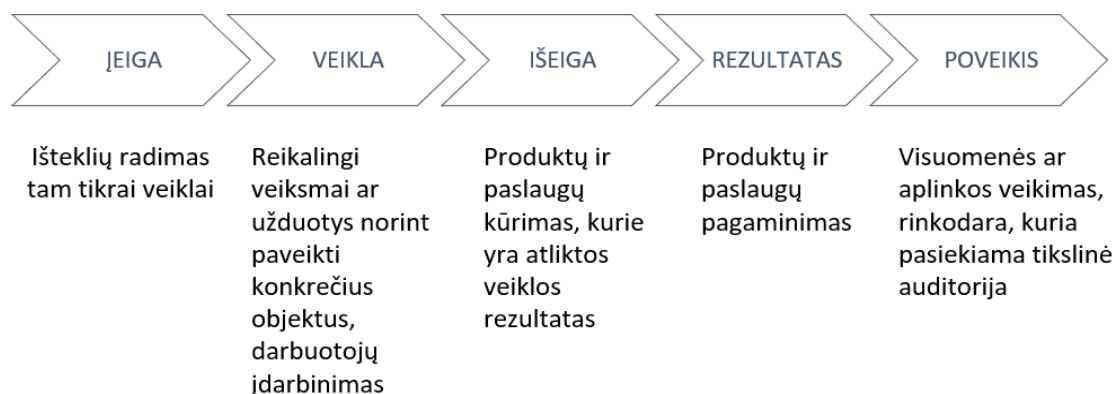 ĮEIGA
VEIKLA
IŠEIGA
REZULTATAS
POVEIKIS
Išteklių radimas
tam tikrai veiklai
Reikalingi
veiksmai ar
užduotys norint
paveikti
konkrečius
objektus,
darbuotojų
įdarbinimas
Produktų ir
paslaugų
kūrimas, kurie
yra atliktos
veiklos
rezultatas
Produktų ir
paslaugų
pagaminimas
Visuomenės ar
aplinkos veikimas,
rinkodara, kuria
pasiekiama tikslinė
auditorija